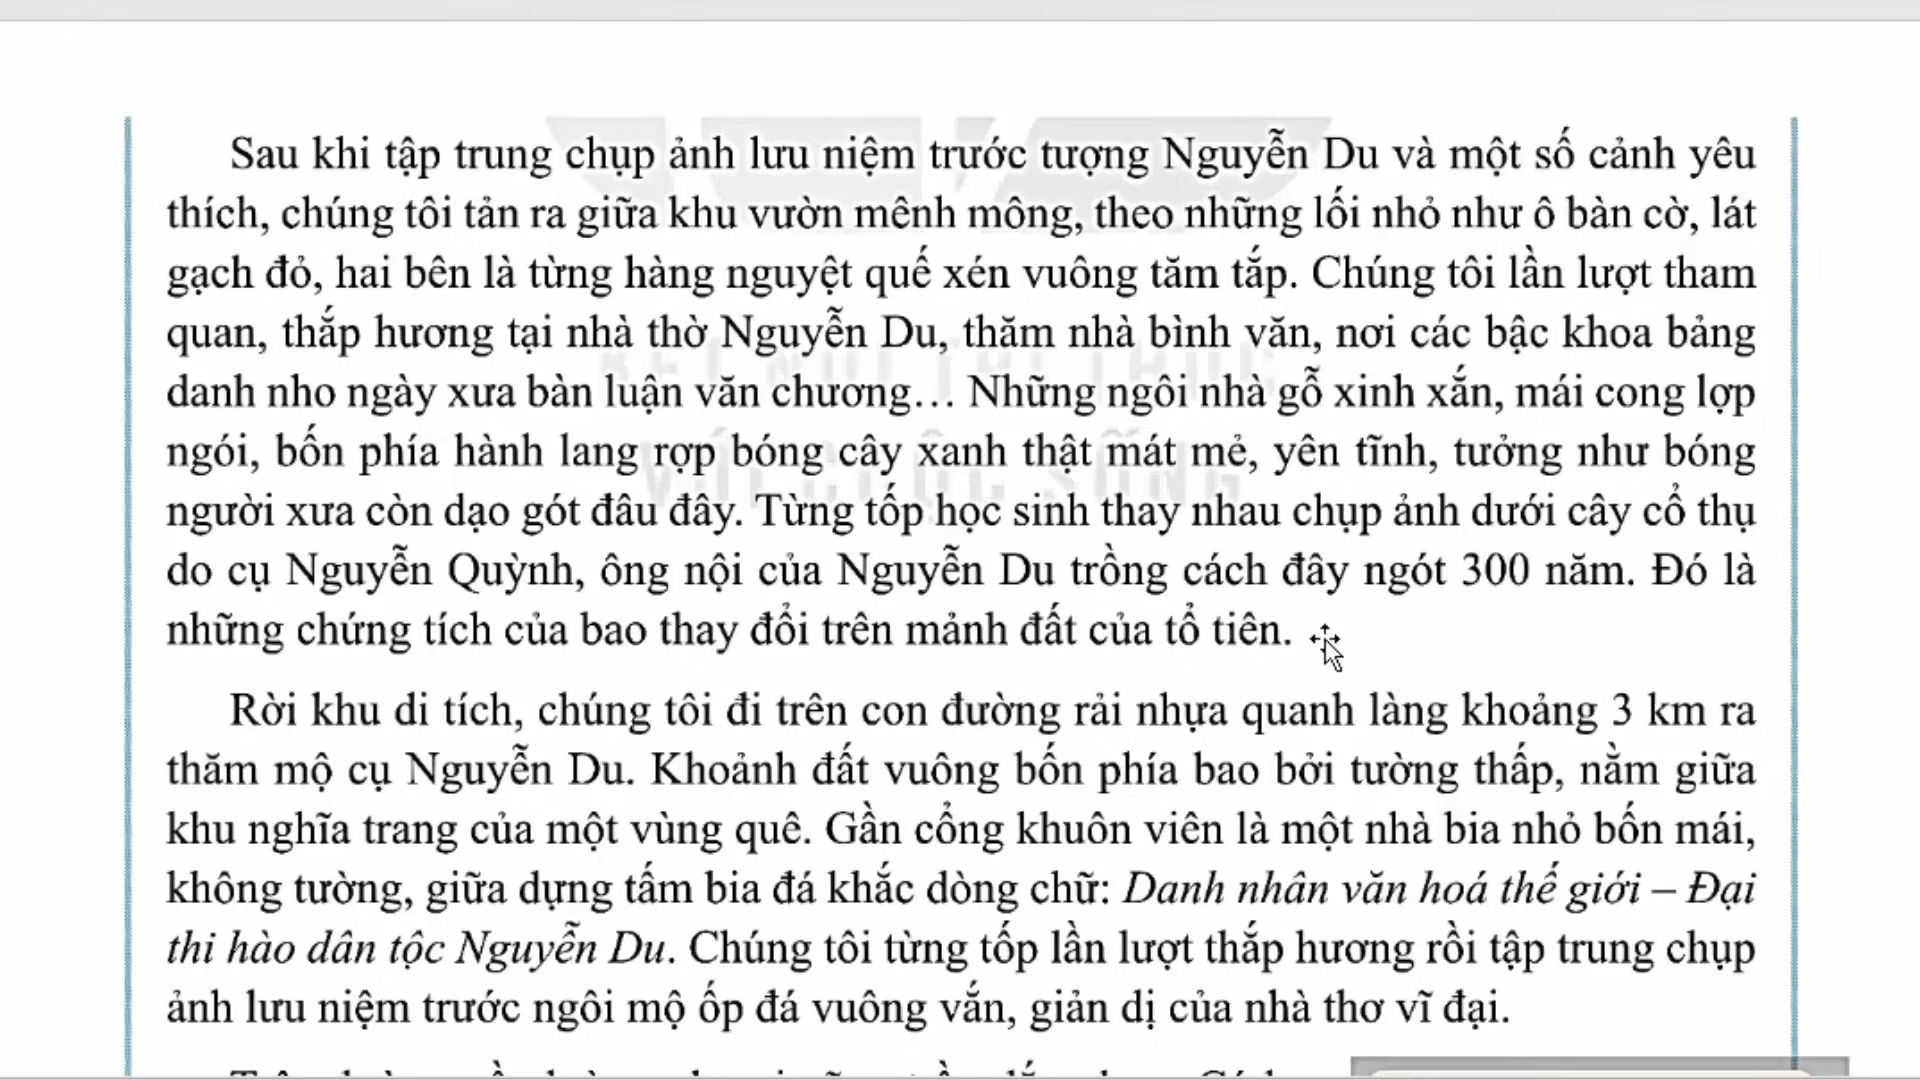 Sau khi tập trung chụp ảnh lưu niệm trước tượng Nguyễn Du và một số cảnh yêu
thích, chúng tôi tản ra giữa khu vườn mênh mông, theo những lối nhỏ như ô bàn cờ, lát
gạch đỏ, hai bên là từng hàng nguyệt quế xén vuông tăm tắp. Chúng tôi lần lượt tham
quan, thắp hương tại nhà thờ Nguyễn Du, thăm nhà bình văn, nơi các bậc khoa bảng
danh nho ngày xưa bàn luận văn chương… Những ngôi nhà gỗ xinh xắn, mái cong lợp
ngói, bốn phía hành lang rợp bóng cây xanh thật mát mẻ, yên tĩnh, tưởng như bóng
người xưa còn dạo gót đâu đây. Từng tốp học sinh thay nhau chụp ảnh dưới cây cổ thụ
do cụ Nguyễn Quỳnh, ông nội của Nguyễn Du trồng cách đây ngót 300 năm. Đó là
những chứng tích của bao thay đổi trên mảnh đất của tổ tiên.
Rời khu di tích, chúng tôi đi trên con đường rải nhựa quanh làng khoảng 3 km ra
thăm mộ cụ Nguyễn Du. Khoảnh đất vuông bốn phía bao bởi tường thấp, nằm giữa
khu nghĩa trang của một vùng quê. Gần cổng khuôn viên là một nhà bia nhỏ bốn mái,
không tường, giữa dựng tấm bia đá khắc dòng chữ: Danh nhân văn hoá thế giới – Đại
thi hào dân tộc Nguyễn Du. Chúng tôi từng tốp lần lượt thắp hương rồi tập trung chụp
ảnh lưu niệm trước ngôi mộ ốp đá vuông vắn, giản dị của nhà thơ vĩ đại.